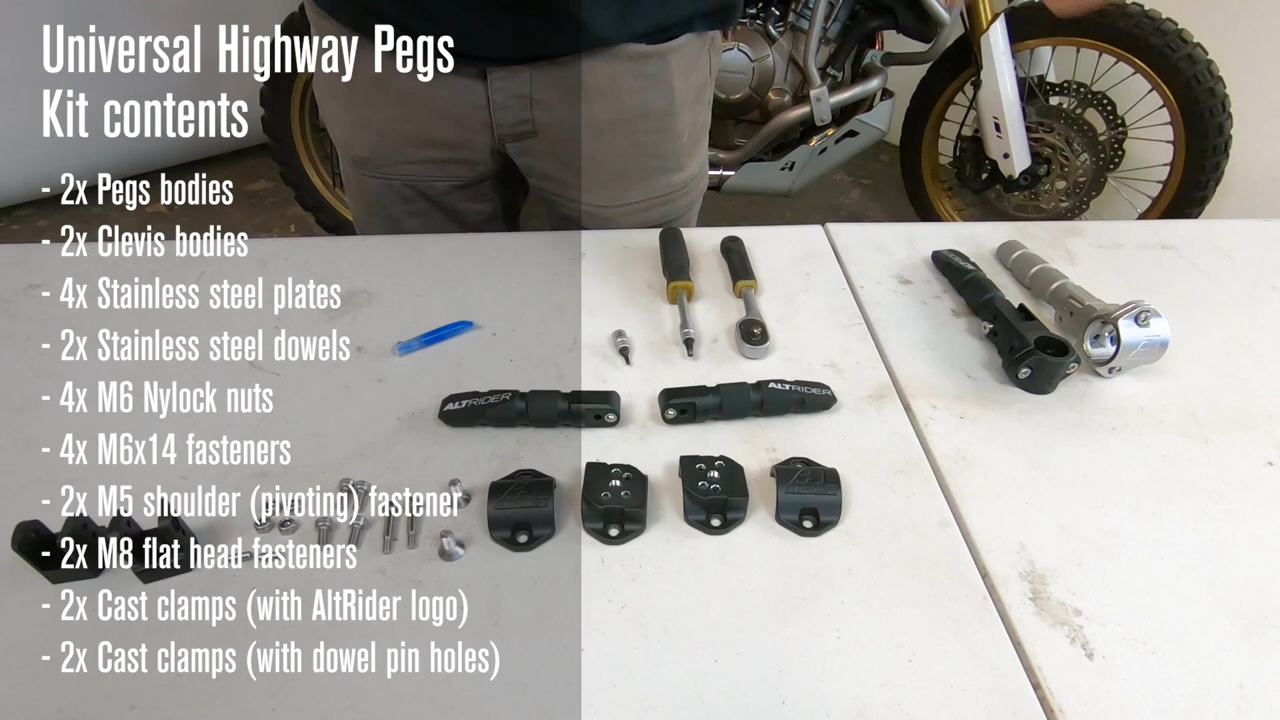 Universal Highway Pegs
Kit contents
- 2x Pegs bodies
- 2x Clevis bodies
- 4x Stainless steel plates
- 2x Stainless steel dowels
- 4x M6 Nylock nuts
- 4x M6x14 fasteners
- 2x M5 shoulder (pivoting) fastener
- 2x M8 flat head fasteners
- 2x Cast clamps (with AltRider logo)
- 2x Cast clamps (with dowel pin holes)
ALTRIDER
ALTRIDER